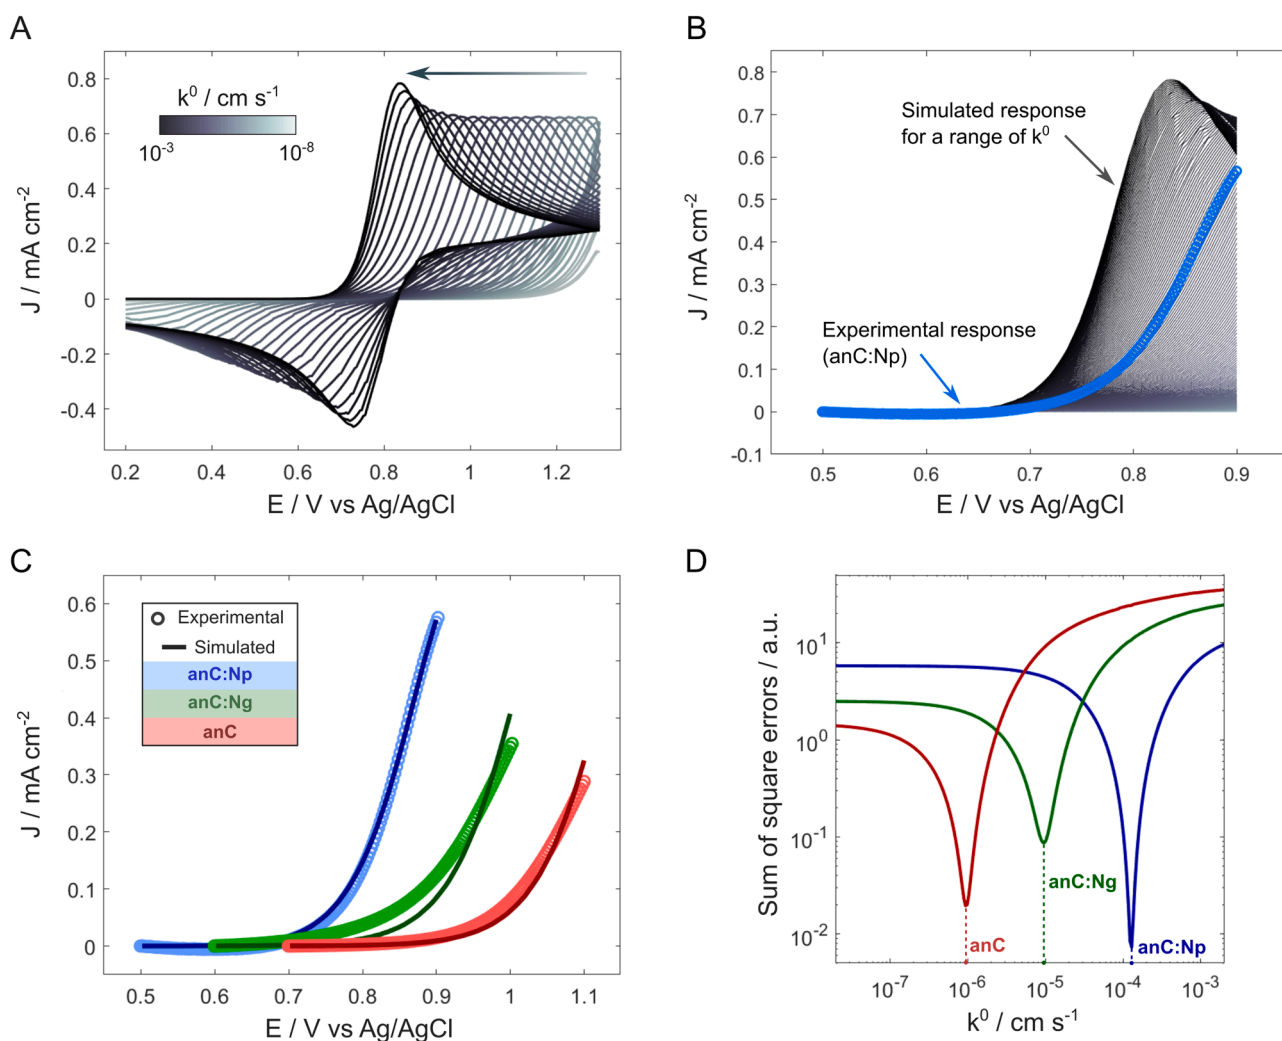 A
k⁰ / cm s⁻¹
10⁻³ 10⁻⁸
0.8
0.6
0.4
0.2
0
-0.2
-0.4
J / mA cm⁻²
0.2 0.4 0.6 0.8 1 1.2
E / V vs Ag/AgCl
B
Simulated response
for a range of k⁰
Experimental response
(anC:Np)
0.8
0.7
0.6
0.5
0.4
0.3
0.2
0.1
0
-0.1
J / mA cm⁻²
0.5 0.6 0.7 0.8 0.9
E / V vs Ag/AgCl
C
Experimental
Simulated
anC:Np
anC:Ng
anC
0.6
0.5
0.4
0.3
0.2
0.1
0
J / mA cm⁻²
0.5 0.6 0.7 0.8 0.9 1 1.1
E / V vs Ag/AgCl
D
10¹
10⁰
10⁻¹
10⁻²
Sum of square errors / a.u.
anC:Ng
anC
anC:Np
10⁻⁷ 10⁻⁶ 10⁻⁵ 10⁻⁴ 10⁻³
k⁰ / cm s⁻¹